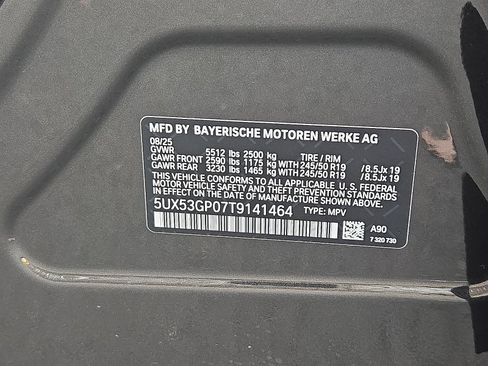 MFD BY BAYERISCHE MOTOREN WERKE AG
08/25
GVWR 5512 lbs 2500 kg TIRE / RIM
GAWR FRONT 2590 lbs 1175 kg WITH 245/50 R19 / 8.5Jx 19
GAWR REAR 3230 lbs 1465 kg WITH 245/50 R19 / 8.5Jx 19
THIS VEHICLE CONFORMS TO ALL APPLICABLE U. S. FEDERAL
MOTOR VEHICLE SAFETY AND THEFT PREVENTION STANDARDS
IN EFFECT ON THE DATE OF MANUFACTURE SHOWN ABOVE.
5UX53GP07T9141464 TYPE: MPV
A90
7 320 730